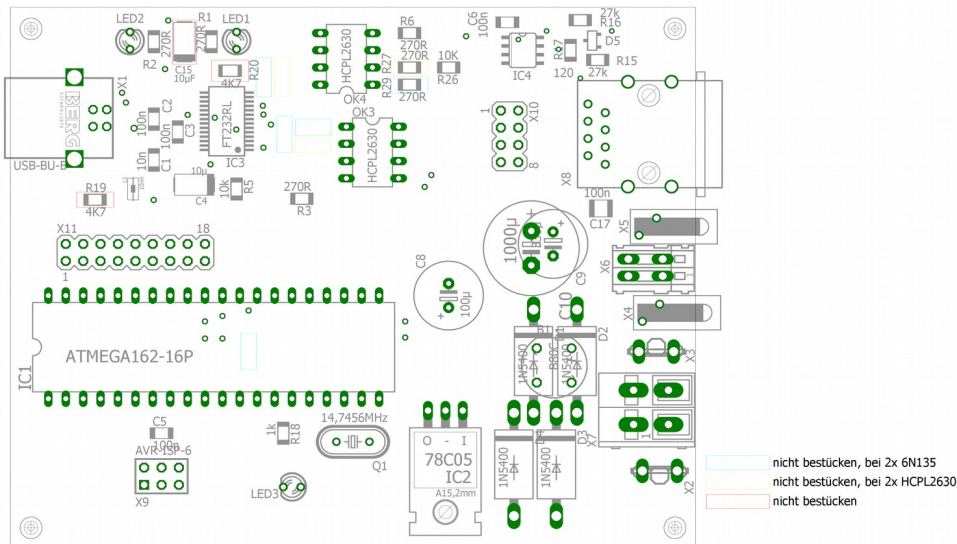 LED2
R1
LED1
270R
270R
R2
C15
10µF
R20
4K7
X1
BERG
USB-BU-B
C2
100n
C3
100n
10n
C1
FT232RL
IC3
10µ
C4
10k
R5
R19
4K7
270R
R3
HCPL2630
OK4
OK3
HCPL2630
R6
270R
270R
R27
R29
270R
10K
R26
C6
100n
IC4
27k
R16
D5
R7
120
27k
R15
1
X10
8
X8
100n
C17
X5
X6
1
X4
X3
X11
18
1
C8
100µ
1000µ
C9
C10
B1
B80C
D2
1N5400
1N5400
IC1
ATMEGA162-16P
C5
100n
AVR-ISP-6
X9
1k
R18
14,7456MHz
Q1
LED3
O - I
78C05
IC2
A15,2mm
D4
D3
1N5400
1N5400
X7
1
X2
nicht bestücken, bei 2x 6N135
nicht bestücken, bei 2x HCPL2630
nicht bestücken